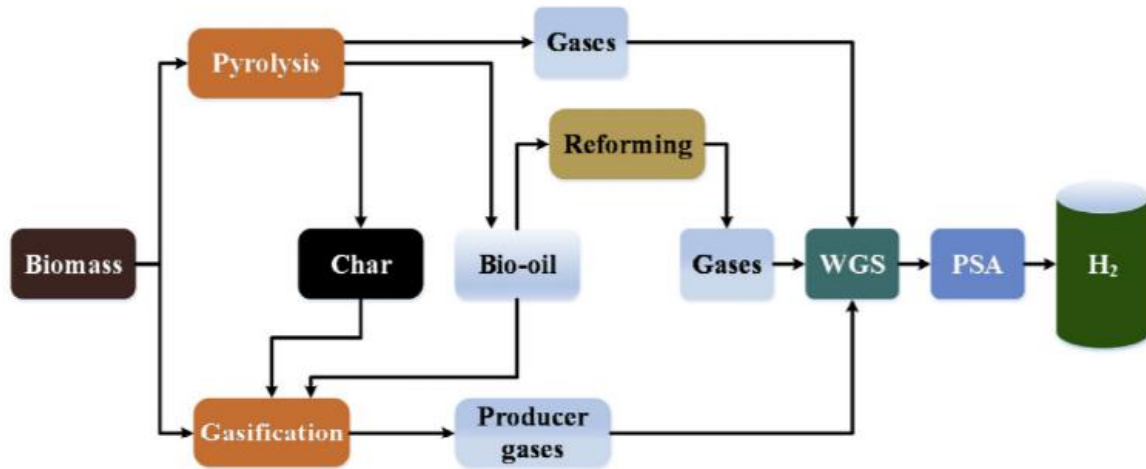 Pyrolysis
Gases
Reforming
Biomass
Char
Bio-oil
Gases
WGS
PSA
H₂
Gasification
Producer
gases